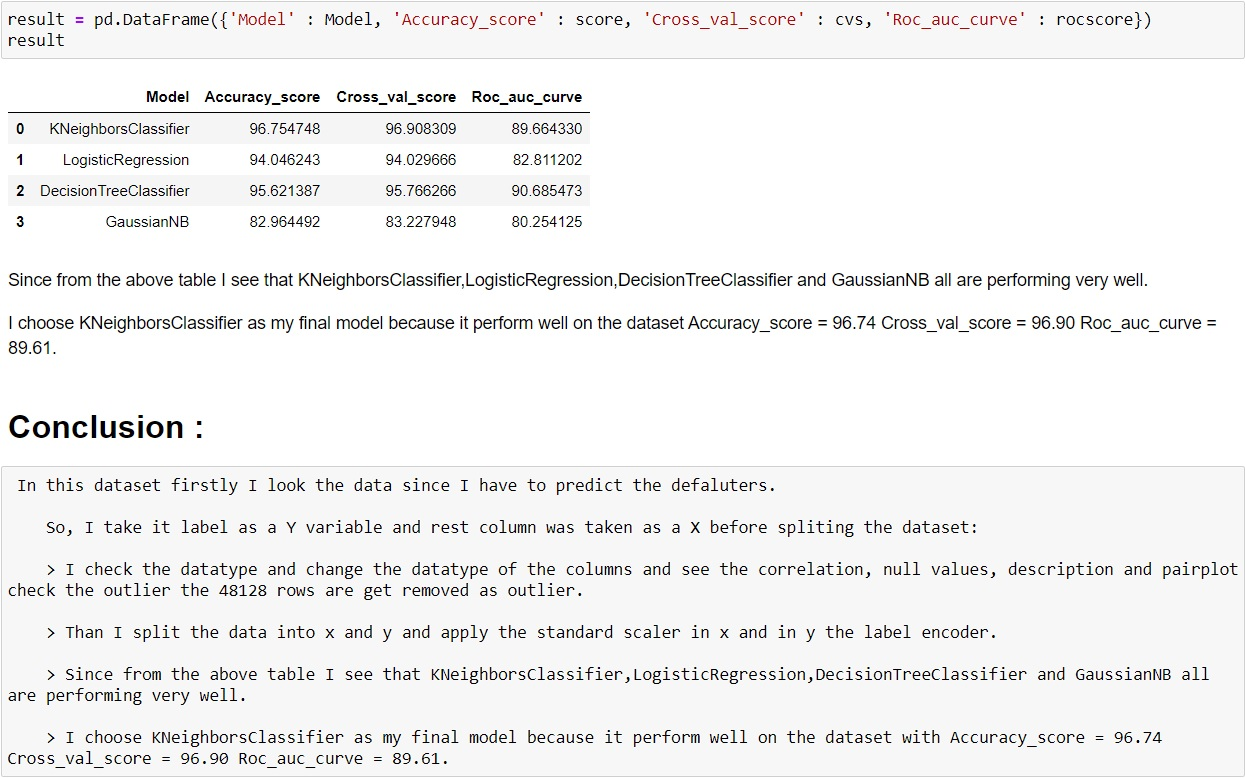 result = pd.DataFrame({'Model' : Model, 'Accuracy_score' : score, 'Cross_val_score' : cvs, 'Roc_auc_curve' : rocscore})
result
Model Accuracy_score Cross_val_score Roc_auc_curve
0 KNeighborsClassifier 96.754748 96.908309 89.664330
1 LogisticRegression 94.046243 94.029666 82.811202
2 DecisionTreeClassifier 95.621387 95.766266 90.685473
3 GaussianNB 82.964492 83.227948 80.254125
Since from the above table I see that KNeighborsClassifier,LogisticRegression,DecisionTreeClassifier and GaussianNB all are performing very well.
I choose KNeighborsClassifier as my final model because it perform well on the dataset Accuracy_score = 96.74 Cross_val_score = 96.90 Roc_auc_curve =
89.61.
Conclusion :
In this dataset firstly I look the data since I have to predict the defaluters.
So, I take it label as a Y variable and rest column was taken as a X before spliting the dataset:
> I check the datatype and change the datatype of the columns and see the correlation, null values, description and pairplot
check the outlier the 48128 rows are get removed as outlier.
> Than I split the data into x and y and apply the standard scaler in x and in y the label encoder.
> Since from the above table I see that KNeighborsClassifier,LogisticRegression,DecisionTreeClassifier and GaussianNB all
are performing very well.
> I choose KNeighborsClassifier as my final model because it perform well on the dataset with Accuracy_score = 96.74
Cross_val_score = 96.90 Roc_auc_curve = 89.61.